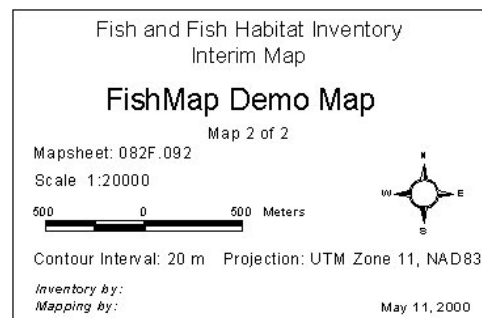 Fish and Fish Habitat Inventory
Interim Map
FishMap Demo Map
Map 2 of 2
Mapsheet: 082F.092
Scale 1:20000
500 0 500 Meters
N
W E
S
Contour Interval: 20 m Projection: UTM Zone 11, NAD83
Inventory by:
Mapping by: May 11, 2000